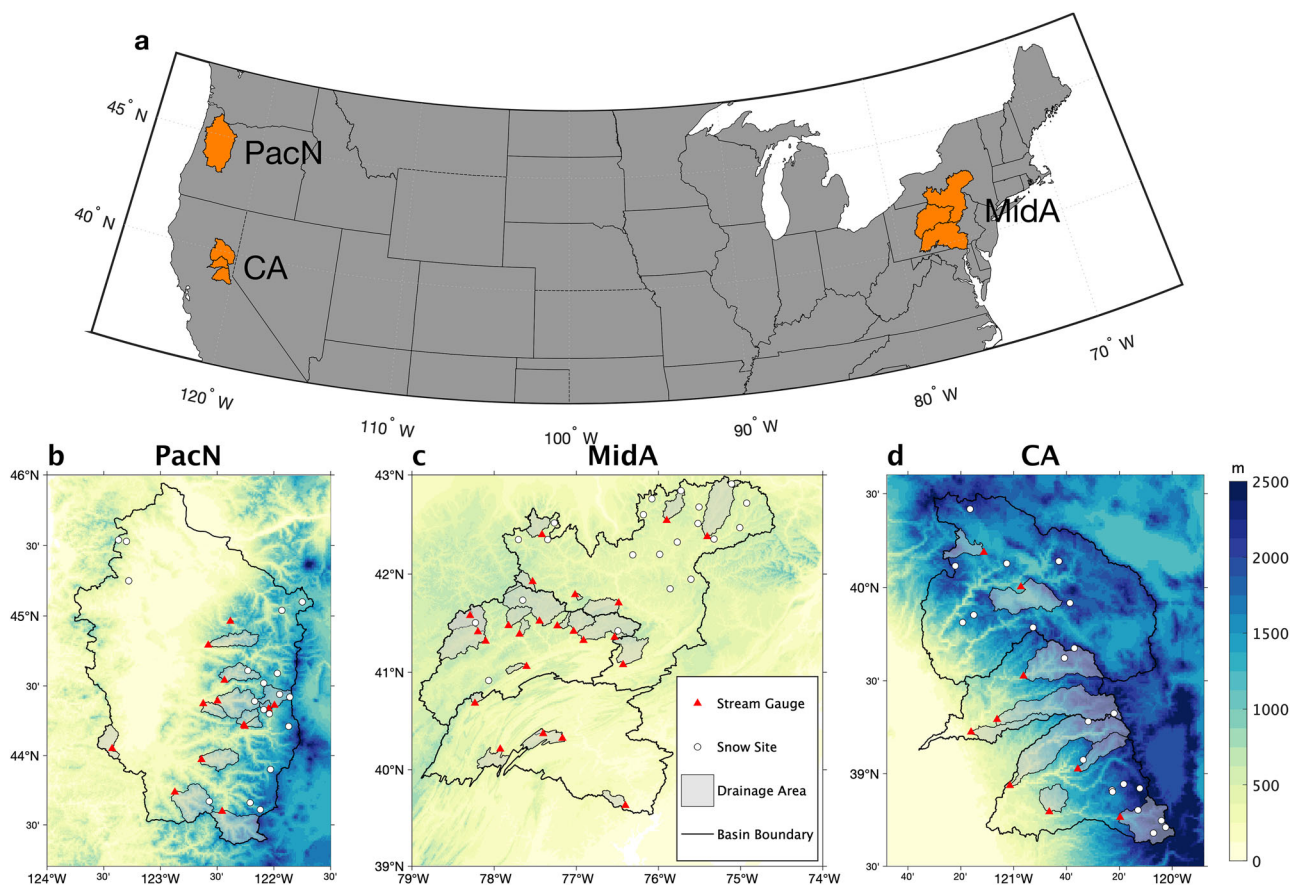 a
45° N
40° N
PacN
CA
MidA
120° W
110° W
100° W
90° W
80° W
70° W
b PacN
46°N
30'
45°N
30'
44°N
30'
124°W 30' 123°W 30' 122°W 30'
c MidA
43°N
42°N
41°N
40°N
39°N
79°W 78°W 77°W 76°W 75°W 74°W
Stream Gauge
Snow Site
Drainage Area
Basin Boundary
d CA
30'
40°N
30'
39°N
30'
40' 20' 121°W 40' 20' 120°W
m
2500
2000
1500
1000
500
0